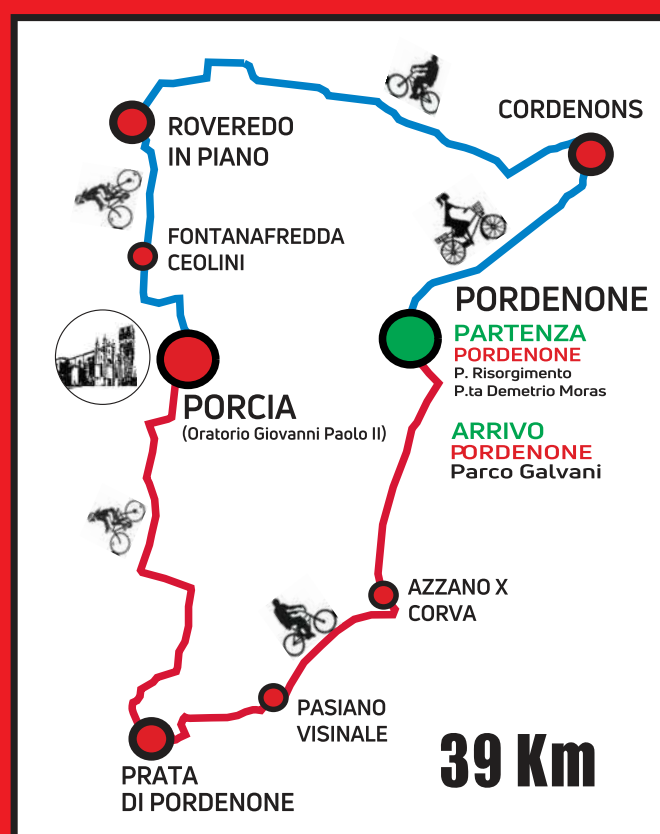 CORDENONS
ROVEREDO
IN PIANO
FONTANAFREDDA
CEOLINI
PORDENONE
PARTENZA
PORDENONE
P. Risorgimento
P.ta Demetrio Moras
PORCIA
(Oratorio Giovanni Paolo II)
ARRIVO
PORDENONE
Parco Galvani
AZZANO X
CORVA
PASIANO
VISINALE
39 Km
PRATA
DI PORDENONE